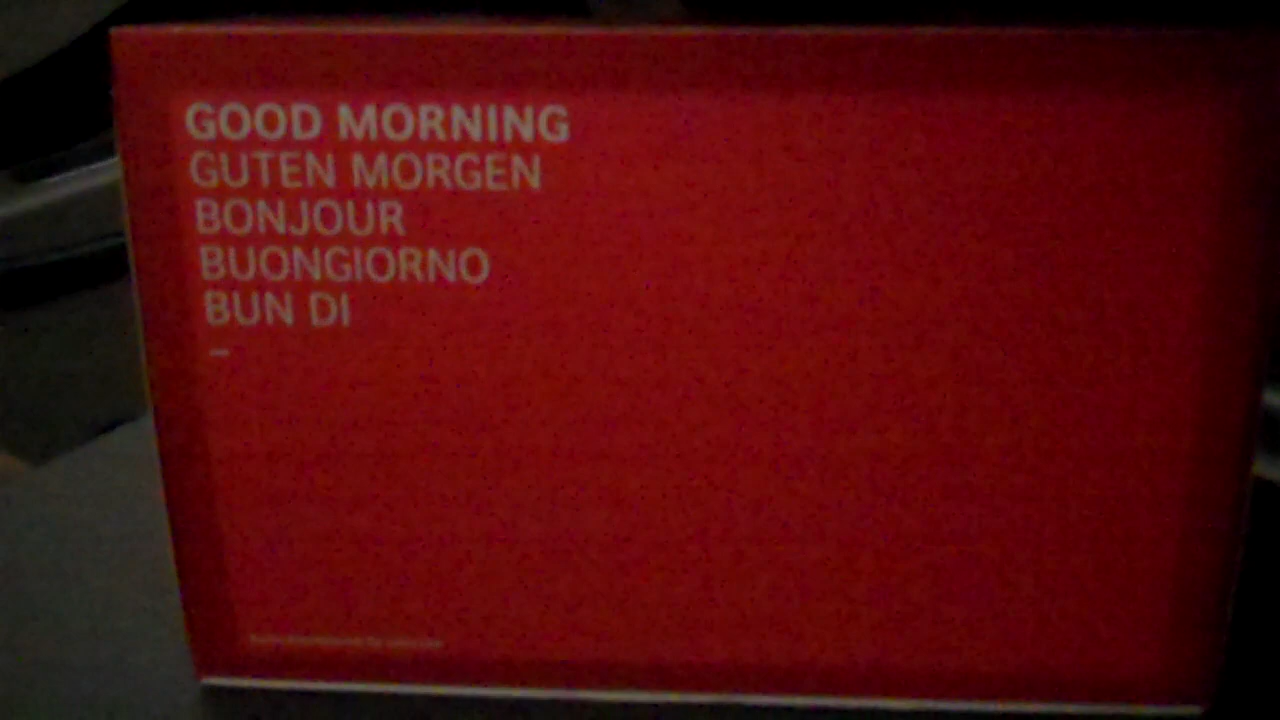 GOOD MORNING
GUTEN MORGEN
BONJOUR
BUONGIORNO
BUN DI
–